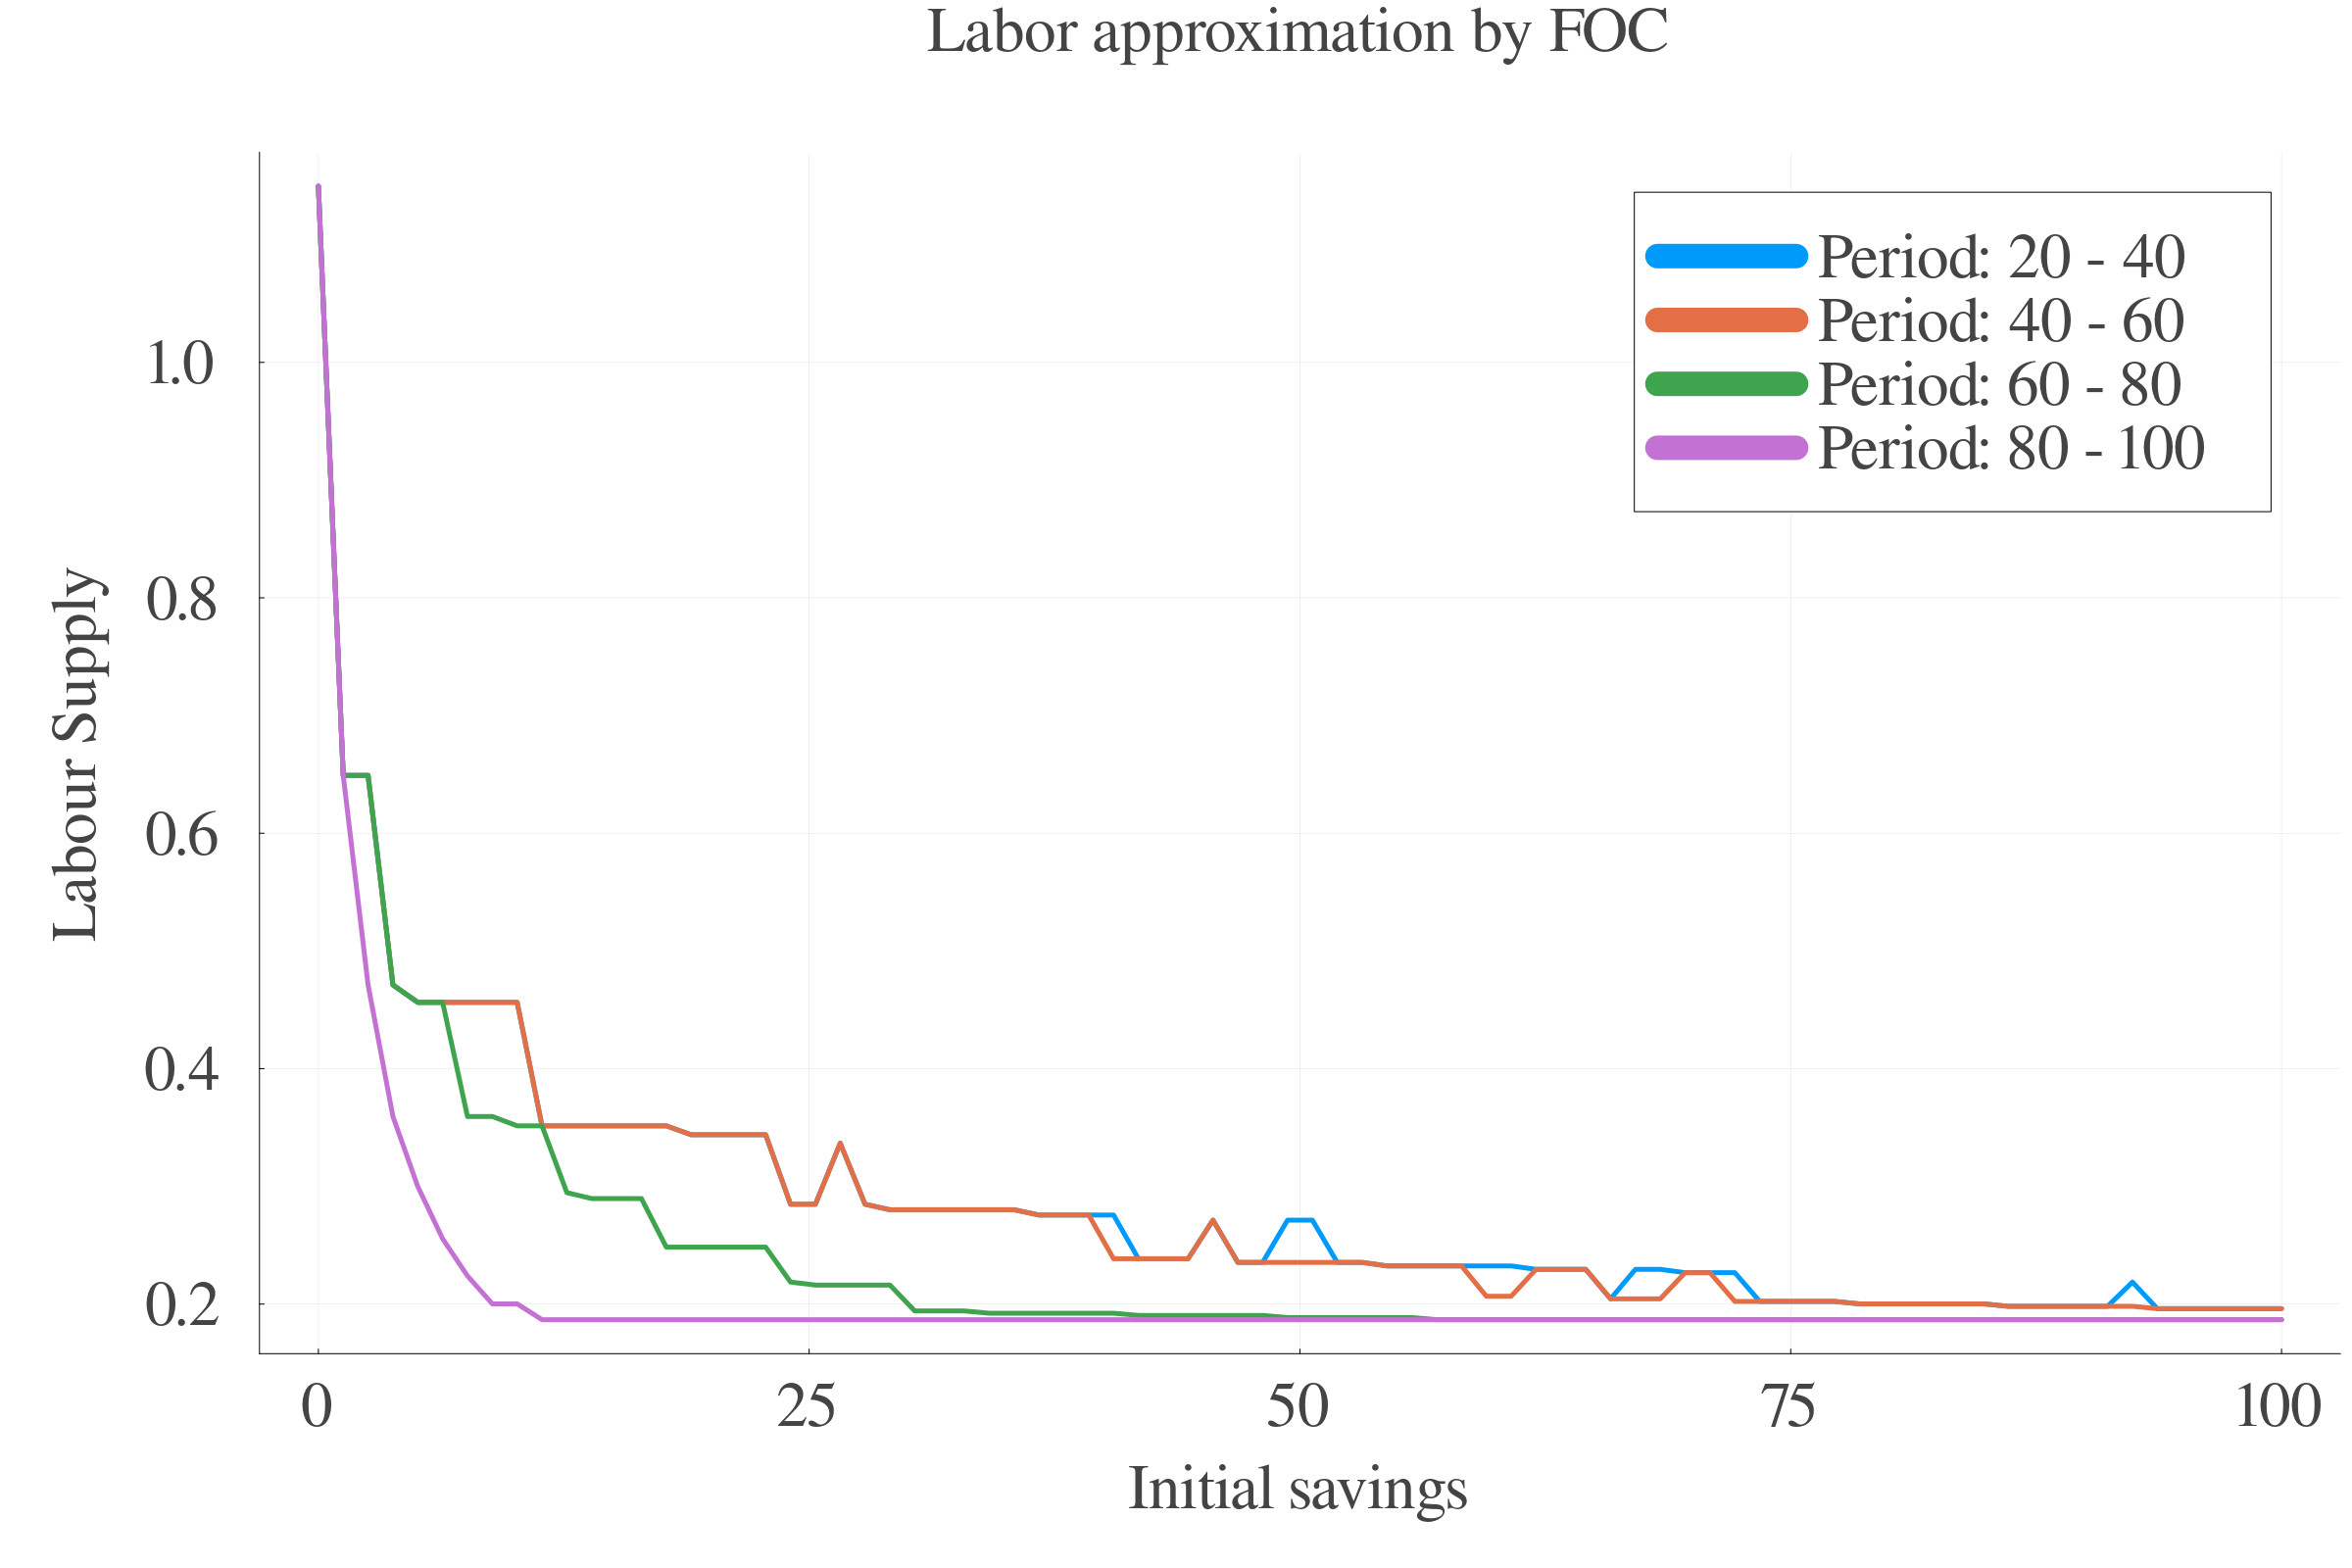 Labor approximation by FOC
Period: 20 - 40
Period: 40 - 60
Period: 60 - 80
Period: 80 - 100
Labour Supply
1.0
0.8
0.6
0.4
0.2
0
25
50
75
100
Initial savings